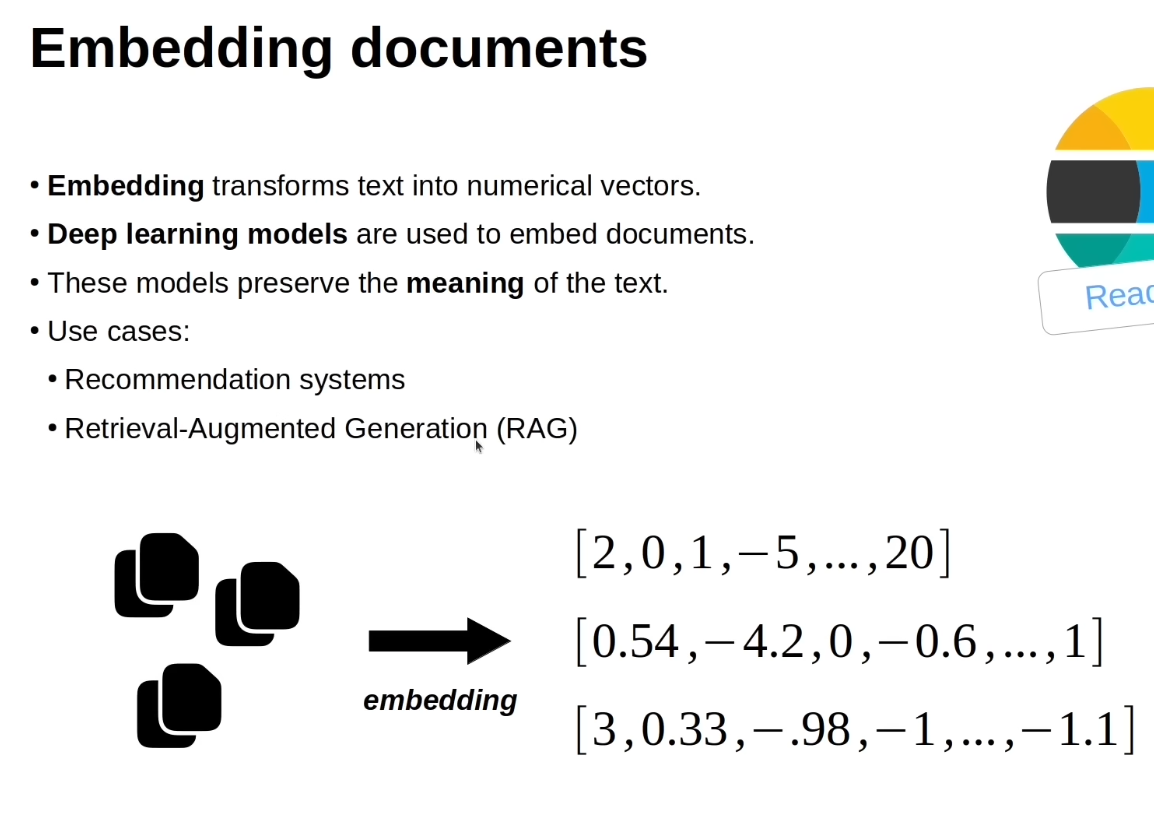 Embedding documents
• Embedding transforms text into numerical vectors.
• Deep learning models are used to embed documents.
• These models preserve the meaning of the text.
• Use cases:
• Recommendation systems
• Retrieval-Augmented Generation (RAG)
Read
[2,0,1,−5,...,20]
[0.54,−4.2,0,−0.6,...,1]
embedding
[3,0.33,−.98,−1,...,−1.1]